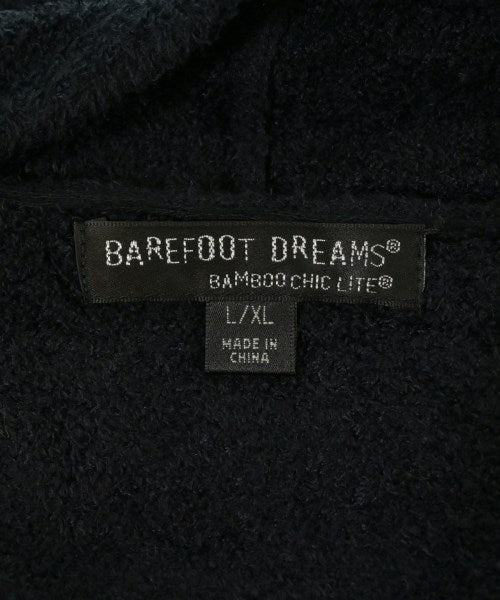 BAREFOOT DREAMS®
BAMBOO CHIC LITE®
L/XL
MADE IN
CHINA